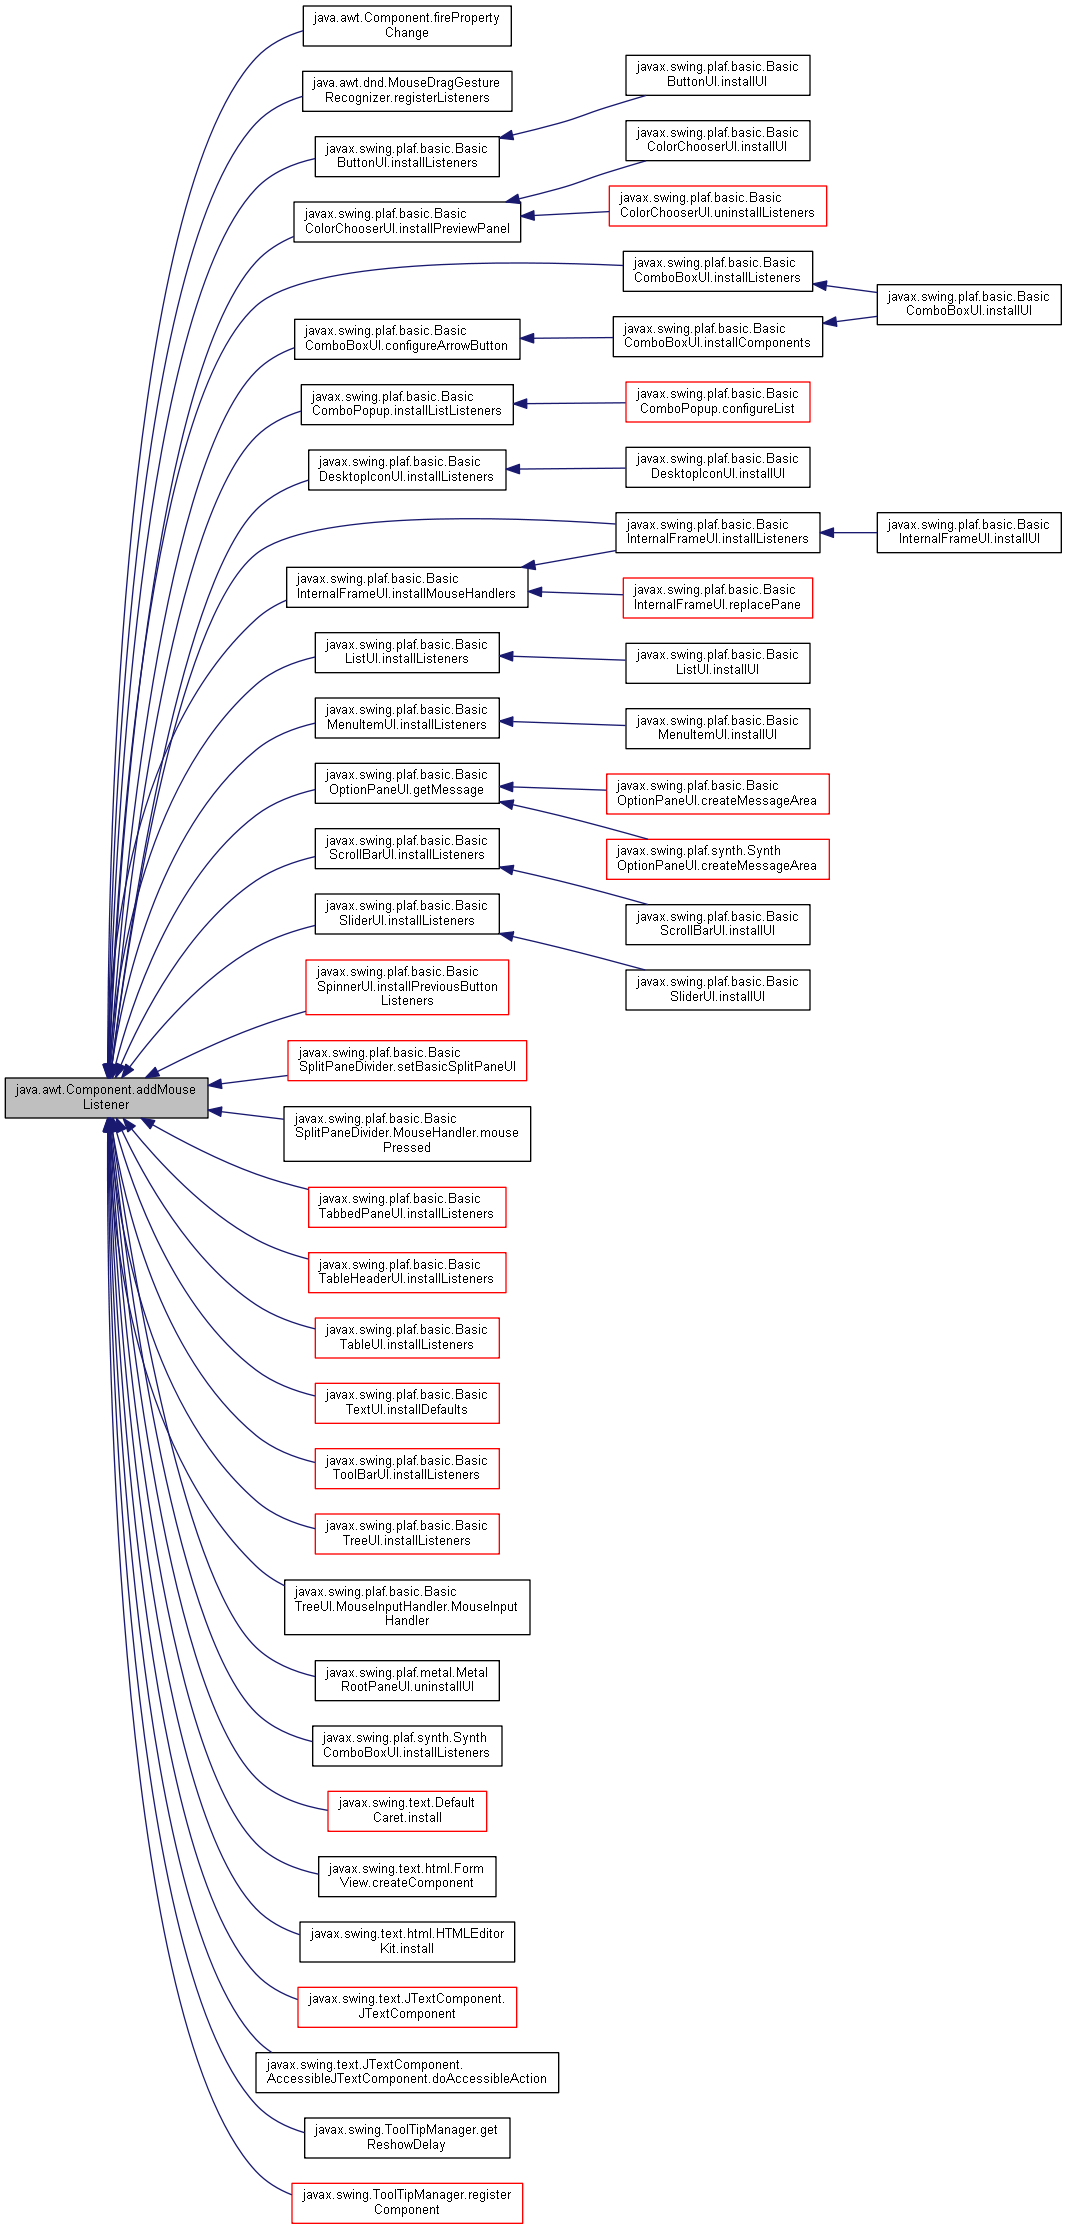 java.awt.Component.fireProperty
Change
java.awt.dnd.MouseDragGesture
Recognizer.registerListeners
javax.swing.plaf.basic.Basic
ButtonUI.installUI
javax.swing.plaf.basic.Basic
ButtonUI.installListeners
javax.swing.plaf.basic.Basic
ColorChooserUI.installUI
javax.swing.plaf.basic.Basic
ColorChooserUI.installPreviewPanel
javax.swing.plaf.basic.Basic
ColorChooserUI.uninstallListeners
javax.swing.plaf.basic.Basic
ComboBoxUI.installListeners
javax.swing.plaf.basic.Basic
ComboBoxUI.installUI
javax.swing.plaf.basic.Basic
ComboBoxUI.configureArrowButton
javax.swing.plaf.basic.Basic
ComboBoxUI.installComponents
javax.swing.plaf.basic.Basic
ComboPopup.installListListeners
javax.swing.plaf.basic.Basic
ComboPopup.configureList
javax.swing.plaf.basic.Basic
DesktopIconUI.installListeners
javax.swing.plaf.basic.Basic
DesktopIconUI.installUI
javax.swing.plaf.basic.Basic
InternalFrameUI.installListeners
javax.swing.plaf.basic.Basic
InternalFrameUI.installUI
javax.swing.plaf.basic.Basic
InternalFrameUI.installMouseHandlers
javax.swing.plaf.basic.Basic
InternalFrameUI.replacePane
javax.swing.plaf.basic.Basic
ListUI.installListeners
javax.swing.plaf.basic.Basic
ListUI.installUI
javax.swing.plaf.basic.Basic
MenuItemUI.installListeners
javax.swing.plaf.basic.Basic
MenuItemUI.installUI
javax.swing.plaf.basic.Basic
OptionPaneUI.getMessage
javax.swing.plaf.basic.Basic
OptionPaneUI.createMessageArea
javax.swing.plaf.synth.Synth
OptionPaneUI.createMessageArea
javax.swing.plaf.basic.Basic
ScrollBarUI.installListeners
javax.swing.plaf.basic.Basic
ScrollBarUI.installUI
javax.swing.plaf.basic.Basic
SliderUI.installListeners
javax.swing.plaf.basic.Basic
SliderUI.installUI
javax.swing.plaf.basic.Basic
SpinnerUI.installPreviousButton
Listeners
javax.swing.plaf.basic.Basic
SplitPaneDivider.setBasicSplitPaneUI
java.awt.Component.addMouse
Listener
javax.swing.plaf.basic.Basic
SplitPaneDivider.MouseHandler.mouse
Pressed
javax.swing.plaf.basic.Basic
TabbedPaneUI.installListeners
javax.swing.plaf.basic.Basic
TableHeaderUI.installListeners
javax.swing.plaf.basic.Basic
TableUI.installListeners
javax.swing.plaf.basic.Basic
TextUI.installDefaults
javax.swing.plaf.basic.Basic
ToolBarUI.installListeners
javax.swing.plaf.basic.Basic
TreeUI.installListeners
javax.swing.plaf.basic.Basic
TreeUI.MouseInputHandler.MouseInput
Handler
javax.swing.plaf.metal.Metal
RootPaneUI.uninstallUI
javax.swing.plaf.synth.Synth
ComboBoxUI.installListeners
javax.swing.text.Default
Caret.install
javax.swing.text.html.Form
View.createComponent
javax.swing.text.html.HTMLEditor
Kit.install
javax.swing.text.JTextComponent.
JTextComponent
javax.swing.text.JTextComponent.
AccessibleJTextComponent.doAccessibleAction
javax.swing.ToolTipManager.get
ReshowDelay
javax.swing.ToolTipManager.register
Component